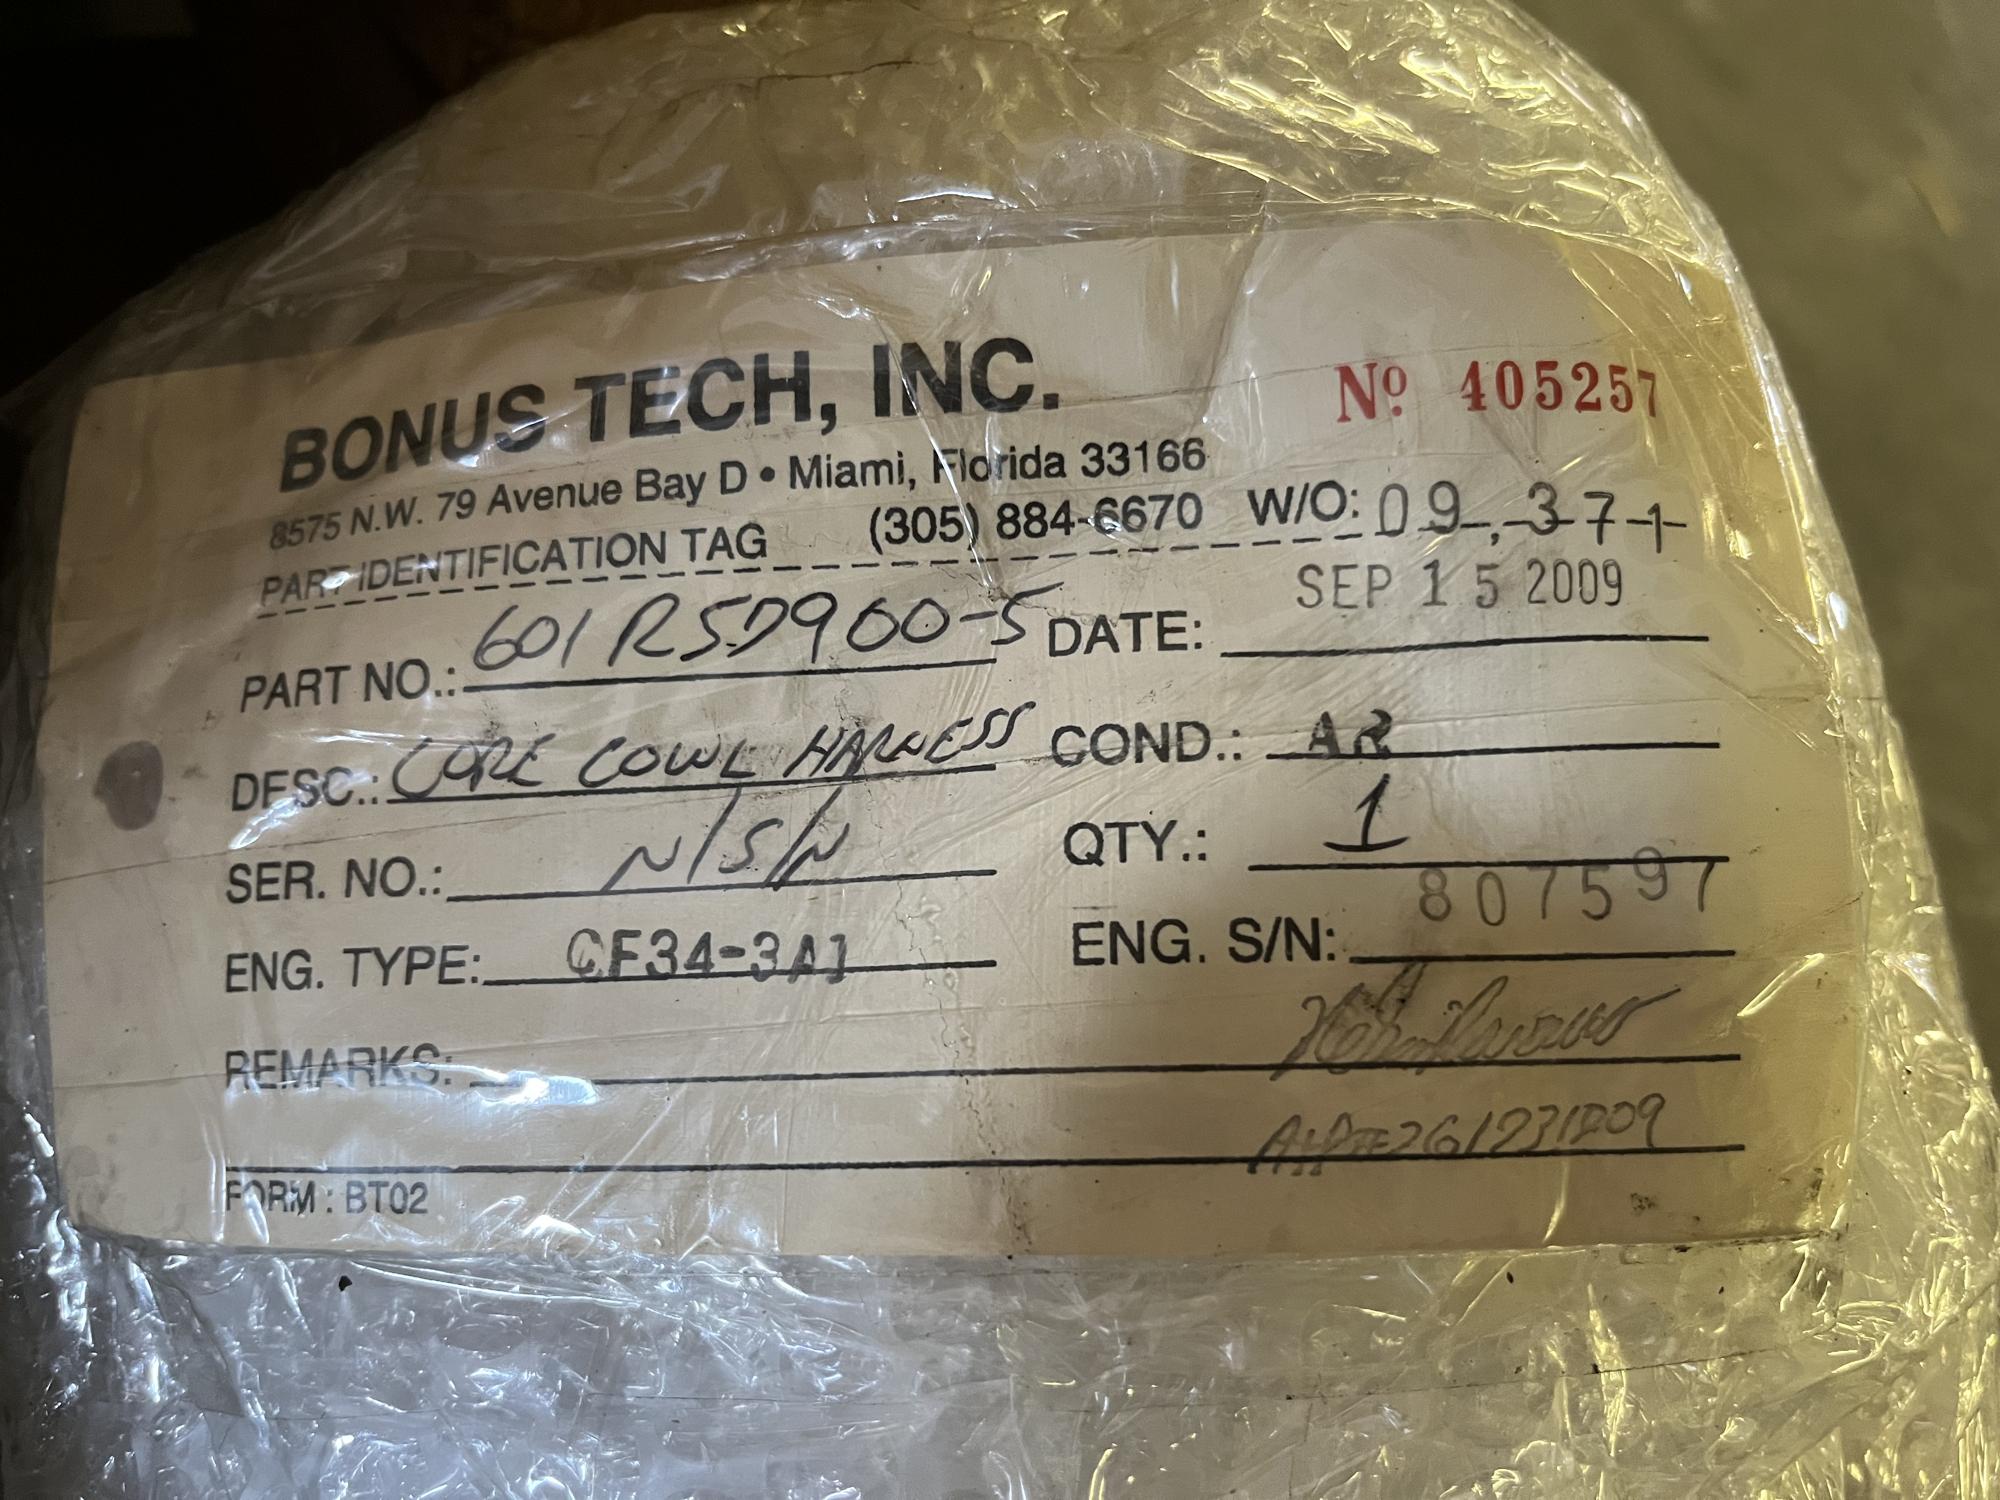 BONUS TECH, INC.
Nº 405257
8575 N.W. 79 Avenue Bay D • Miami, Florida 33166
PART IDENTIFICATION TAG (305) 884-6670 W/O: 09,371
PART NO.: 601R59900-5 DATE: SEP 15 2009
DESC.: CORE COWL HARNESS COND.: AR
SER. NO.: N/S/N QTY.: 1
ENG. TYPE: CF34-3A1 ENG. S/N: 807597
REMARKS:
FORM : BT02